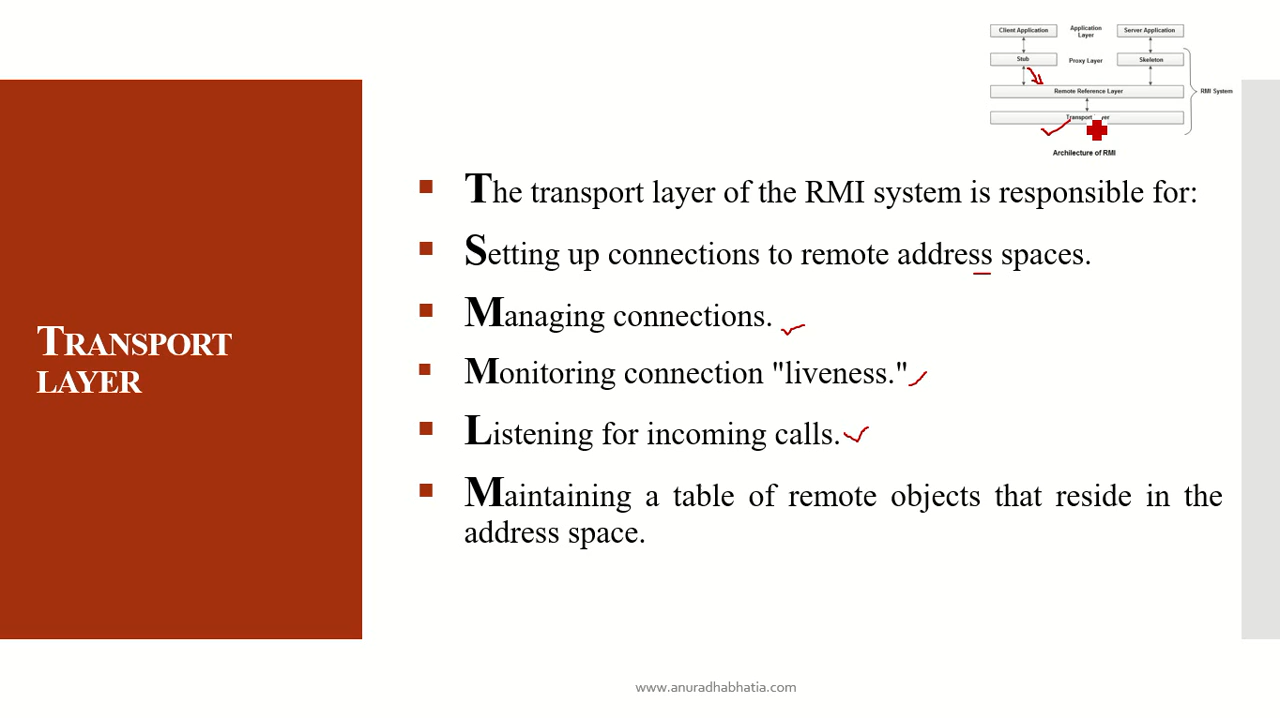 Client Application
Application Layer
Server Application
Stub
Proxy Layer
Skeleton
Remote Reference Layer
RMI System
Transport
Architecture of RMI
TRANSPORT
LAYER
The transport layer of the RMI system is responsible for:
Setting up connections to remote address spaces.
Managing connections.
Monitoring connection "liveness."
Listening for incoming calls.
Maintaining a table of remote objects that reside in the
address space.
www.anuradhabhatia.com